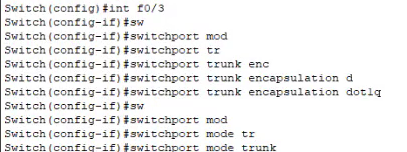 Switch(config)#int f0/3
Switch(config-if)#sw
Switch(config-if)#switchport mod
Switch(config-if)#switchport tr
Switch(config-if)#switchport trunk enc
Switch(config-if)#switchport trunk encapsulation d
Switch(config-if)#switchport trunk encapsulation dot1q
Switch(config-if)#sw
Switch(config-if)#switchport mod
Switch(config-if)#switchport mode tr
Switch(config-if)#switchport mode trunk